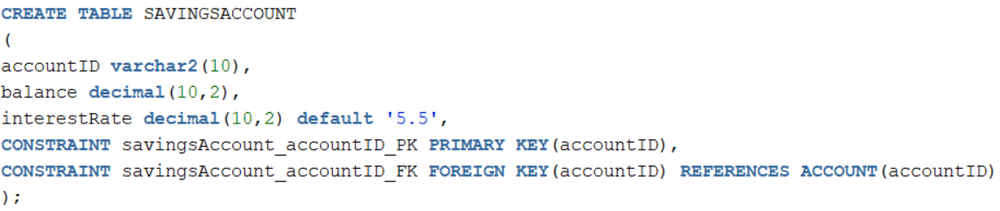 CREATE TABLE SAVINGSACCOUNT
(
accountID varchar2(10),
balance decimal(10,2),
interestRate decimal(10,2) default '5.5',
CONSTRAINT savingsAccount_accountID_PK PRIMARY KEY(accountID),
CONSTRAINT savingsAccount_accountID_FK FOREIGN KEY(accountID) REFERENCES ACCOUNT(accountID)
);